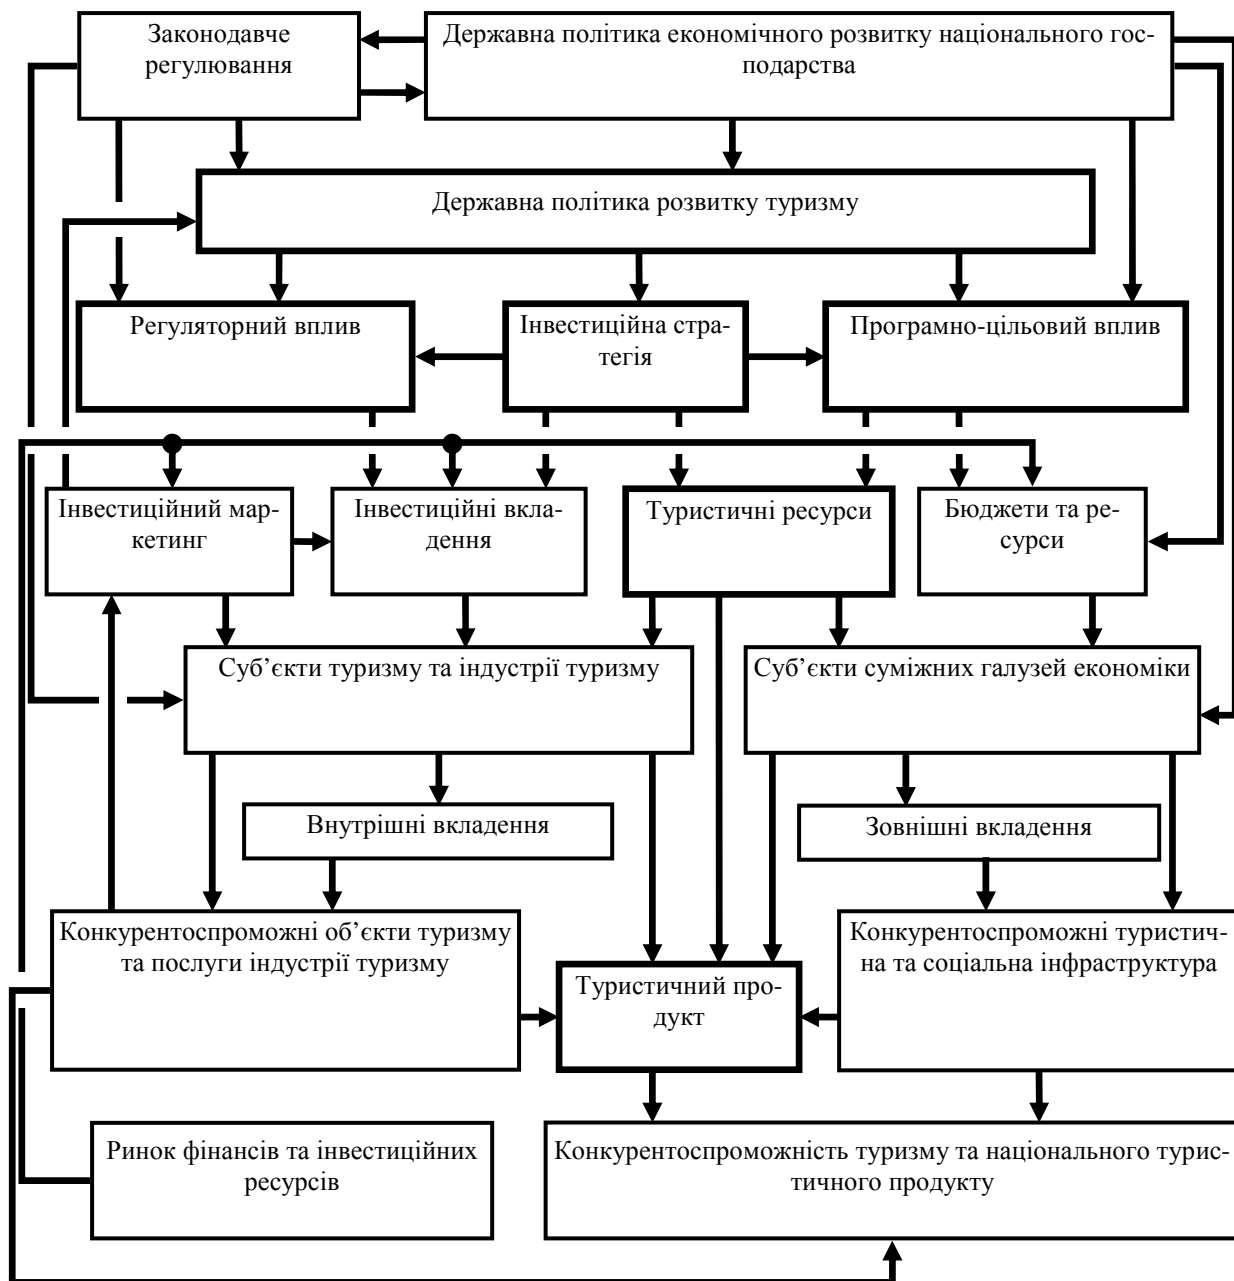 Законодавче
регулювання
Державна політика економічного розвитку національного гос-
подарства
Державна політика розвитку туризму
Регуляторний вплив
Інвестиційна стра-
тегія
Програмно-цільовий вплив
Інвестиційний мар-
кетинг
Інвестиційні вкла-
дення
Туристичні ресурси
Бюджети та ре-
сурси
Суб’єкти туризму та індустрії туризму
Суб’єкти суміжних галузей економіки
Внутрішні вкладення
Зовнішні вкладення
Конкурентоспроможні об’єкти туризму
та послуги індустрії туризму
Туристичний про-
дукт
Конкурентоспроможні туристич-
на та соціальна інфраструктура
Ринок фінансів та інвестиційних
ресурсів
Конкурентоспроможність туризму та національного турис-
тичного продукту